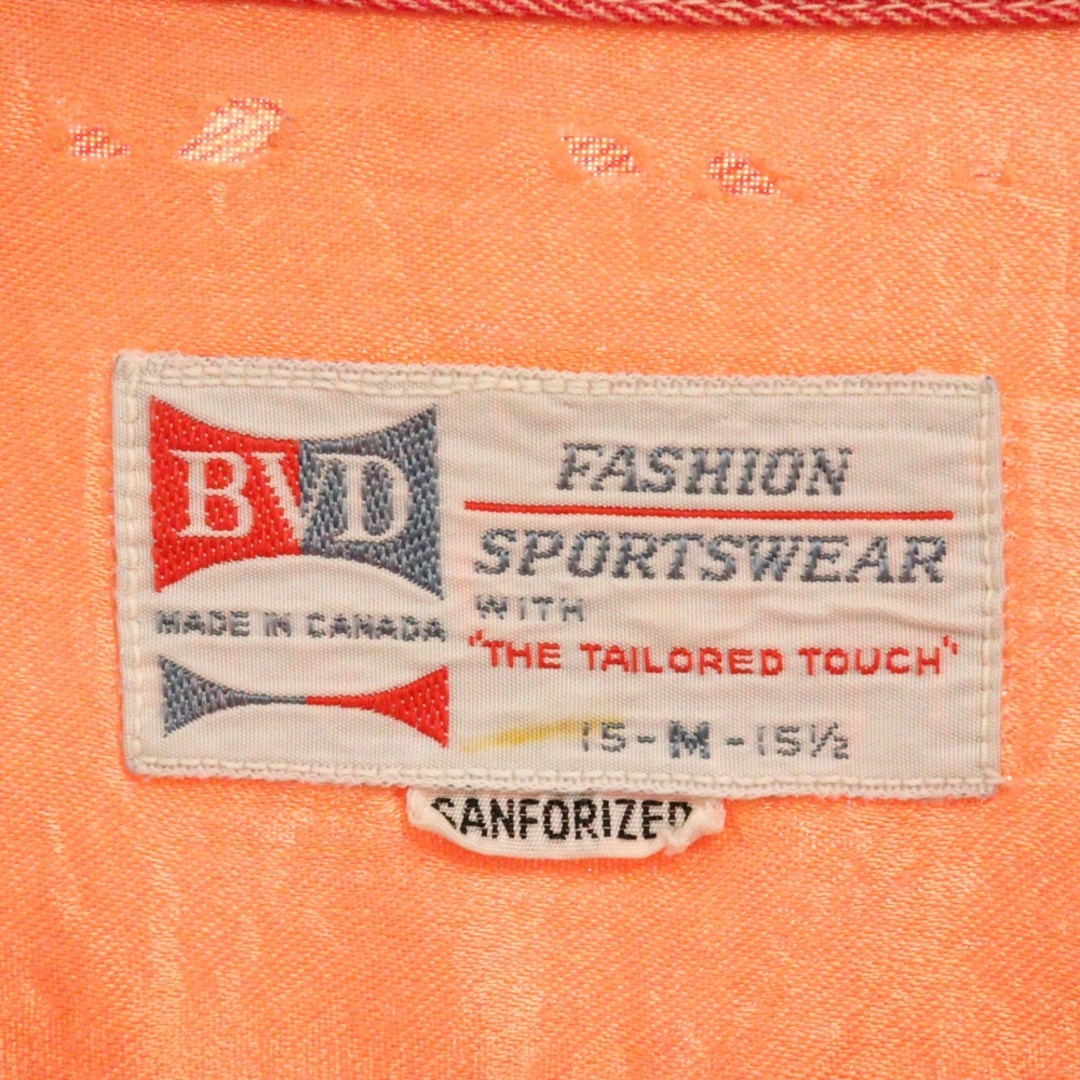 BVD
MADE IN CANADA
FASHION
SPORTSWEAR
WITH
"THE TAILORED TOUCH"
15-M-15½
SANFORIZED